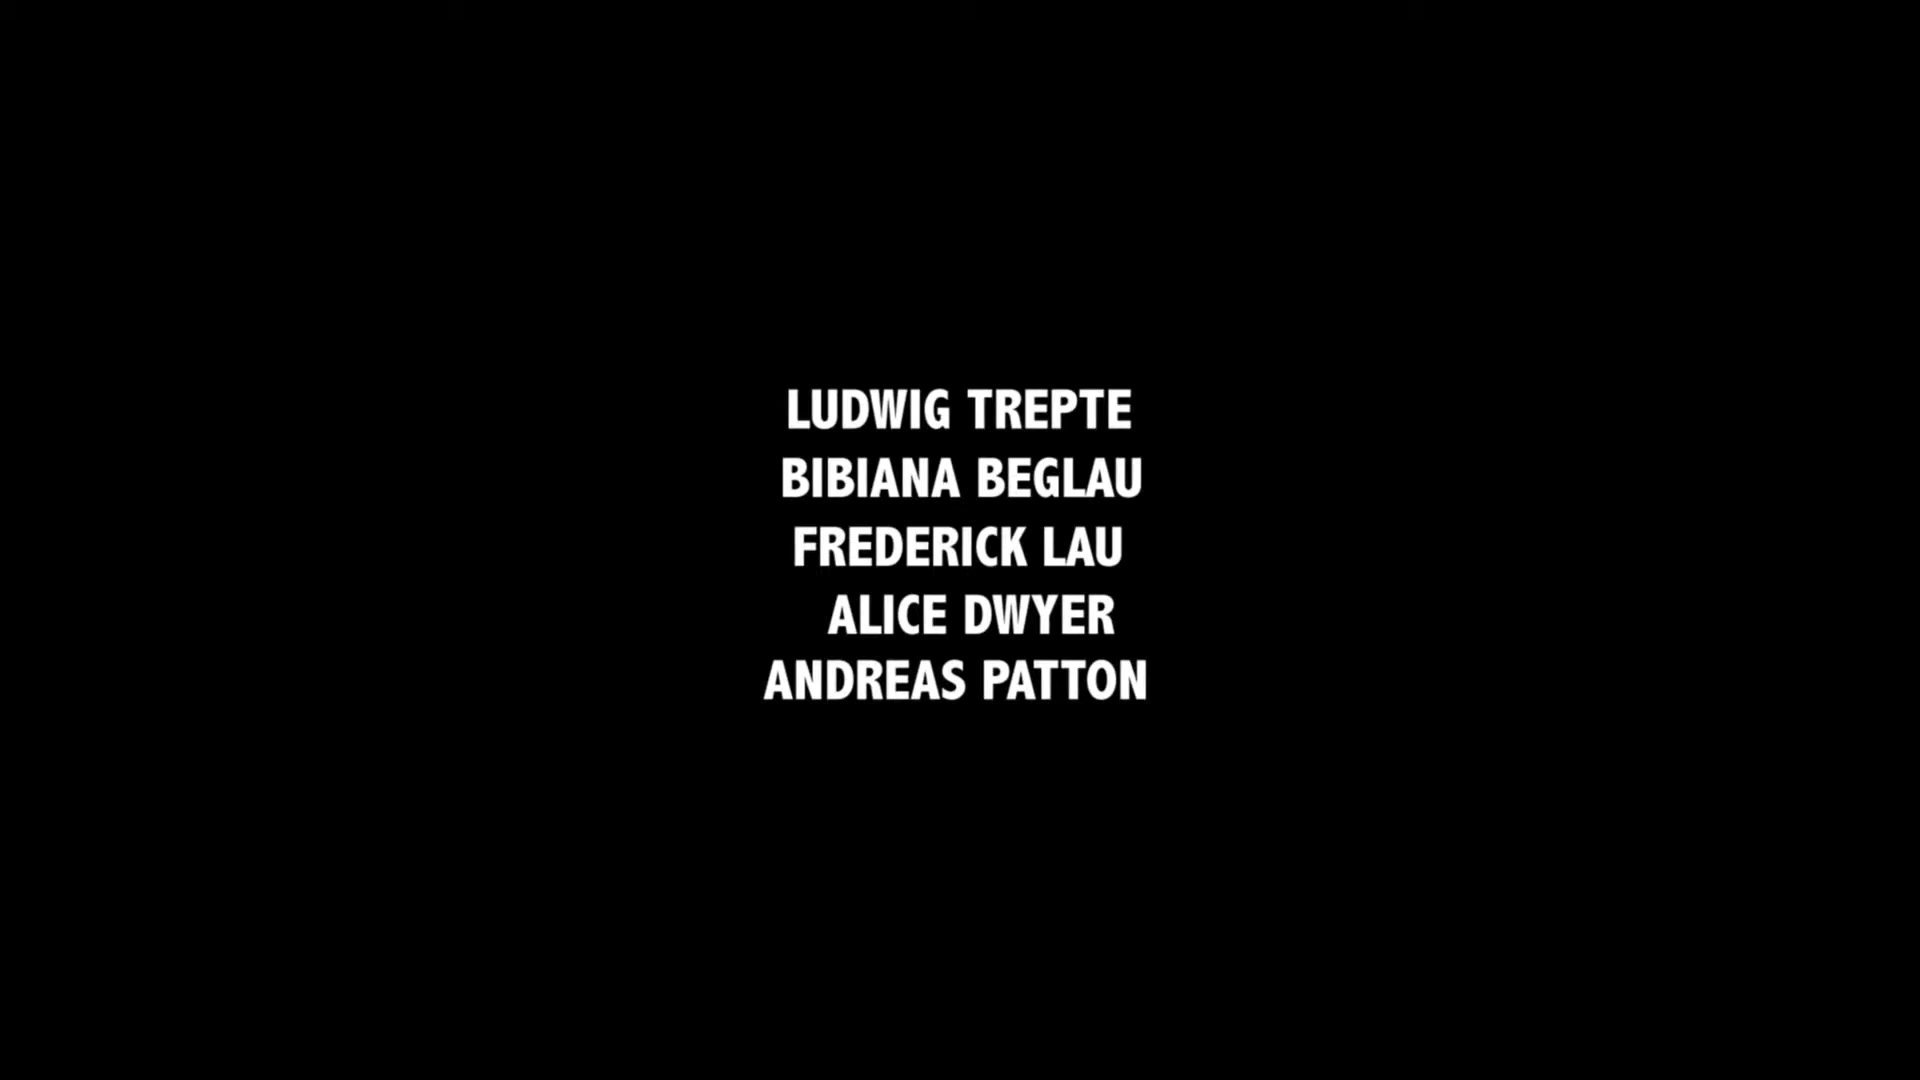 LUDWIG TREPTE
BIBIANA BEGLAU
FREDERICK LAU
ALICE DWYER
ANDREAS PATTON